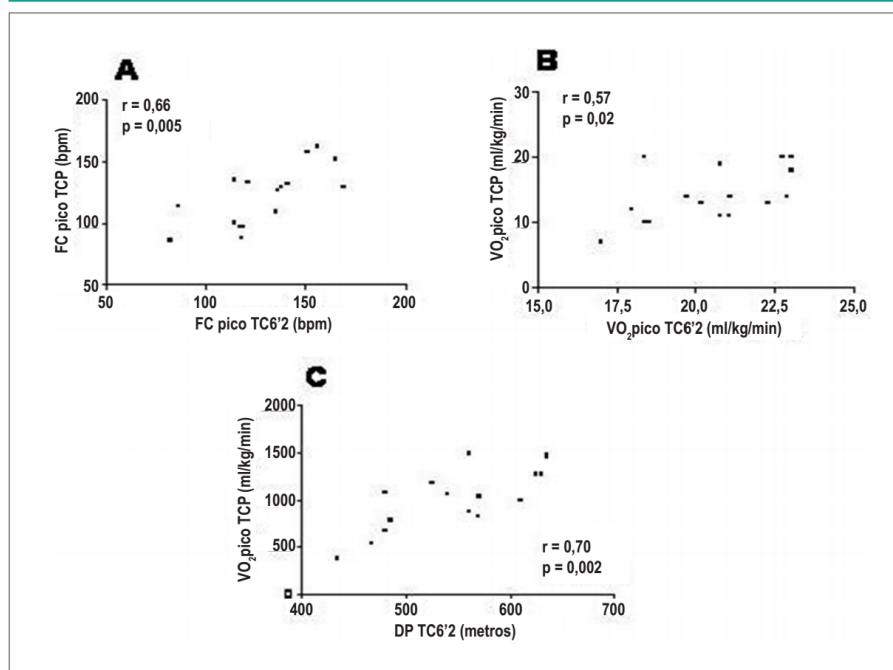 A
r = 0,66
p = 0,005
FC pico TCP (bpm)
200
150
100
50
50
100
150
200
FC pico TC6'2 (bpm)
B
r = 0,57
p = 0,02
VO₂pico TCP (ml/kg/min)
30
20
10
0
15,0
17,5
20,0
22,5
25,0
VO₂pico TC6'2 (ml/kg/min)
C
VO₂pico TCP (ml/kg/min)
2000
1500
1000
500
0
400
500
600
700
r = 0,70
p = 0,002
DP TC6'2 (metros)